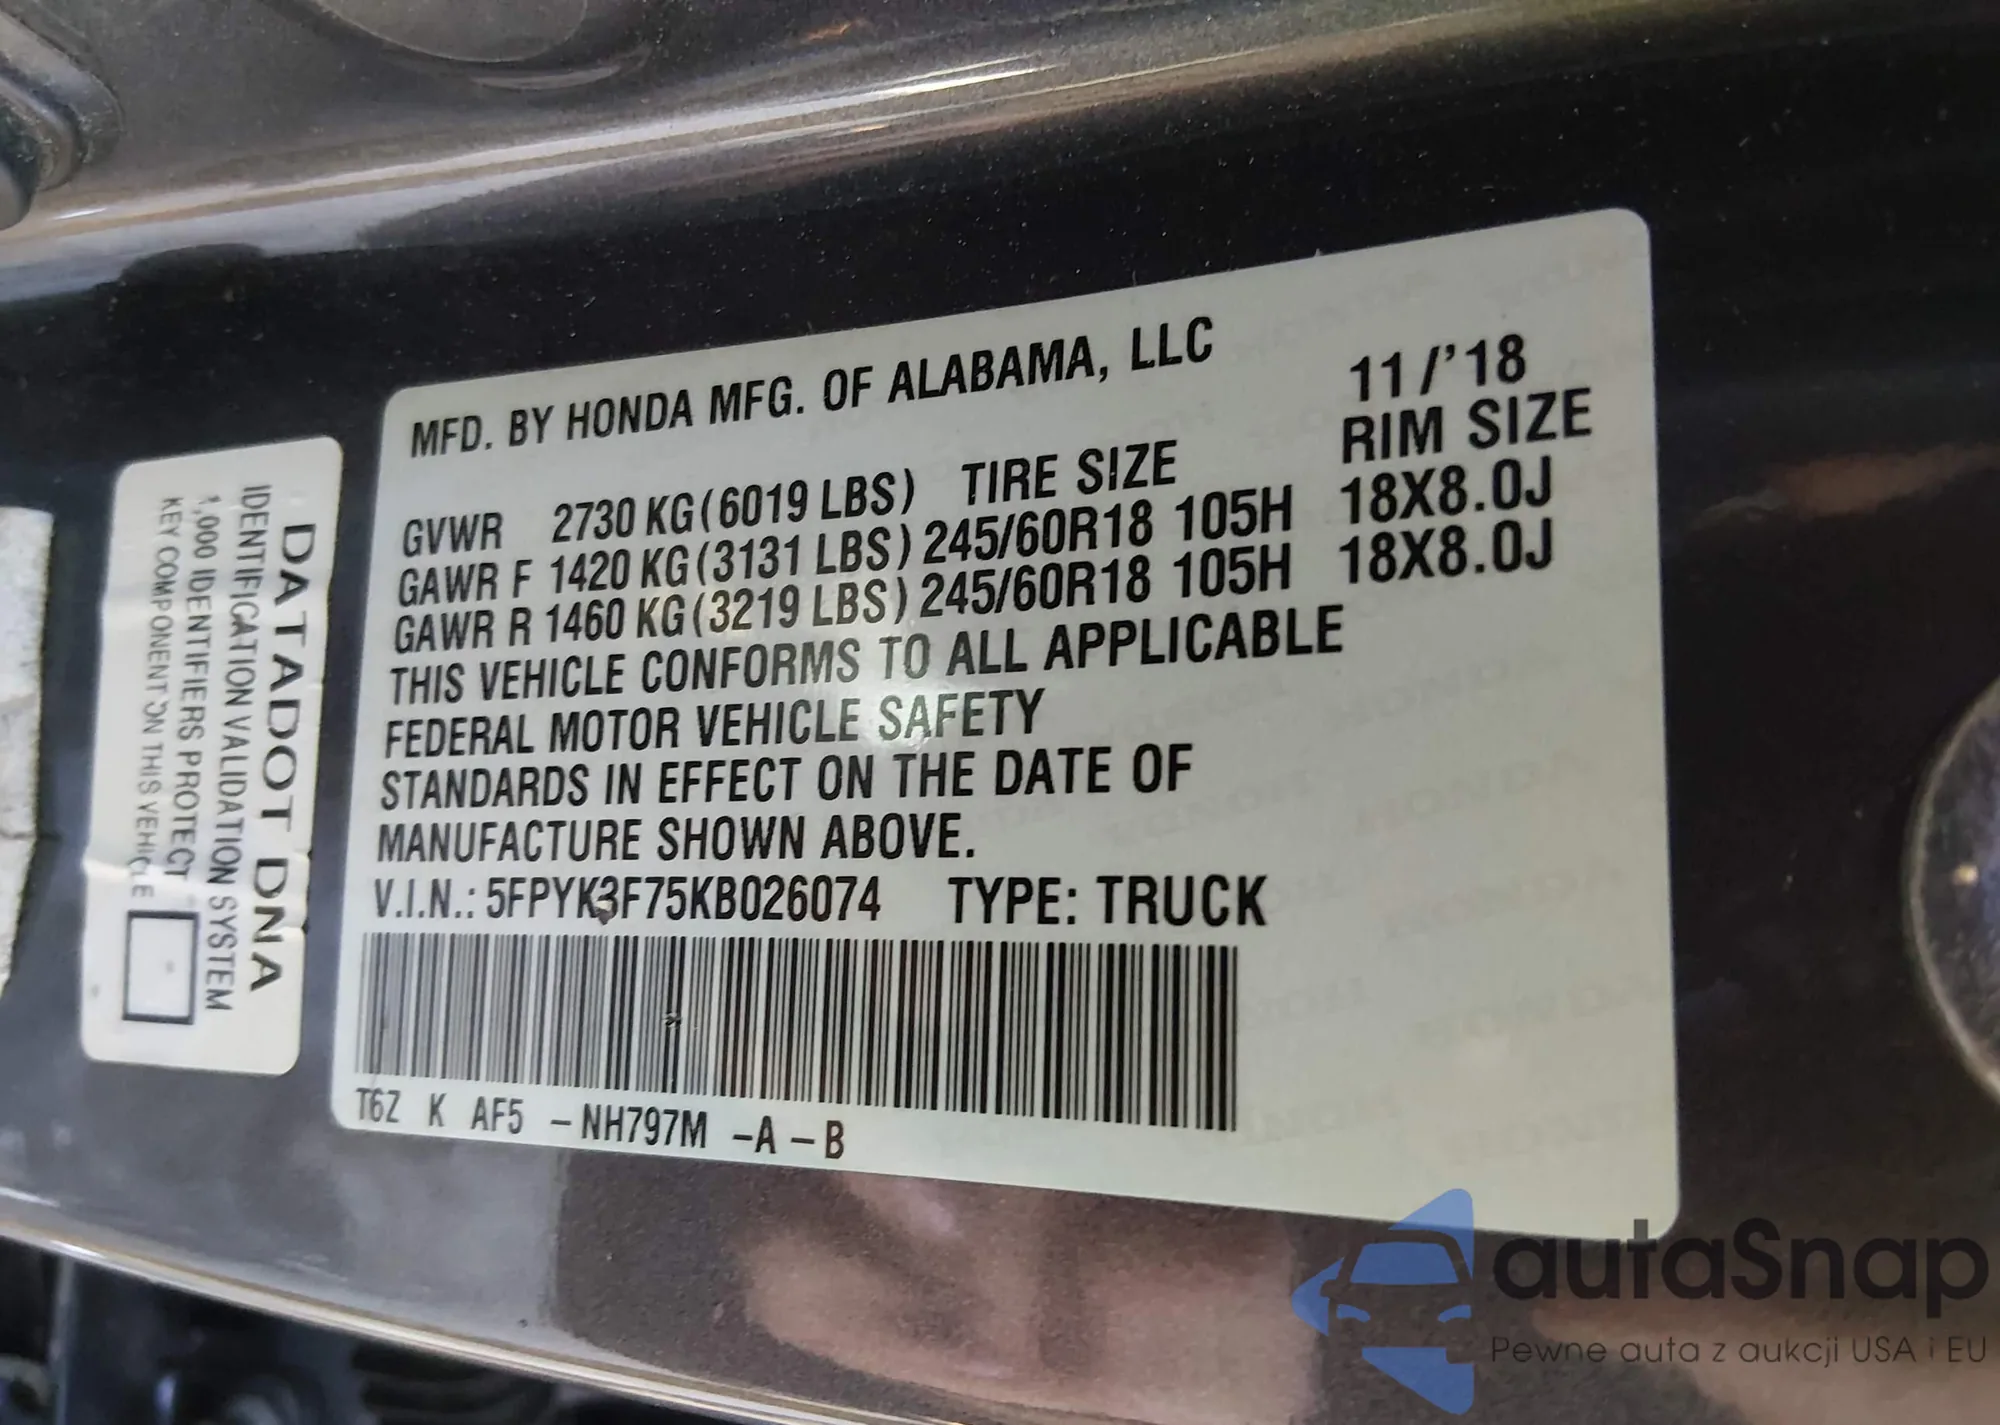 MFD. BY HONDA MFG. OF ALABAMA, LLC 11/'18
GVWR 2730 KG(6019 LBS) TIRE SIZE RIM SIZE
GAWR F 1420 KG(3131 LBS) 245/60R18 105H 18X8.0J
GAWR R 1460 KG(3219 LBS) 245/60R18 105H 18X8.0J
THIS VEHICLE CONFORMS TO ALL APPLICABLE
FEDERAL MOTOR VEHICLE SAFETY
STANDARDS IN EFFECT ON THE DATE OF
MANUFACTURE SHOWN ABOVE.
V.I.N.: 5FPYK3F75KB026074 TYPE: TRUCK
T6Z K AF5 -NH797M -A -B
DATADOT DNA
IDENTIFICATION VALIDATION SYSTEM
1,000 IDENTIFIERS PROTECT
KEY COMPONENT ON THIS VEHICLE
autaSnap
Pewne auta z aukcji USA i EU